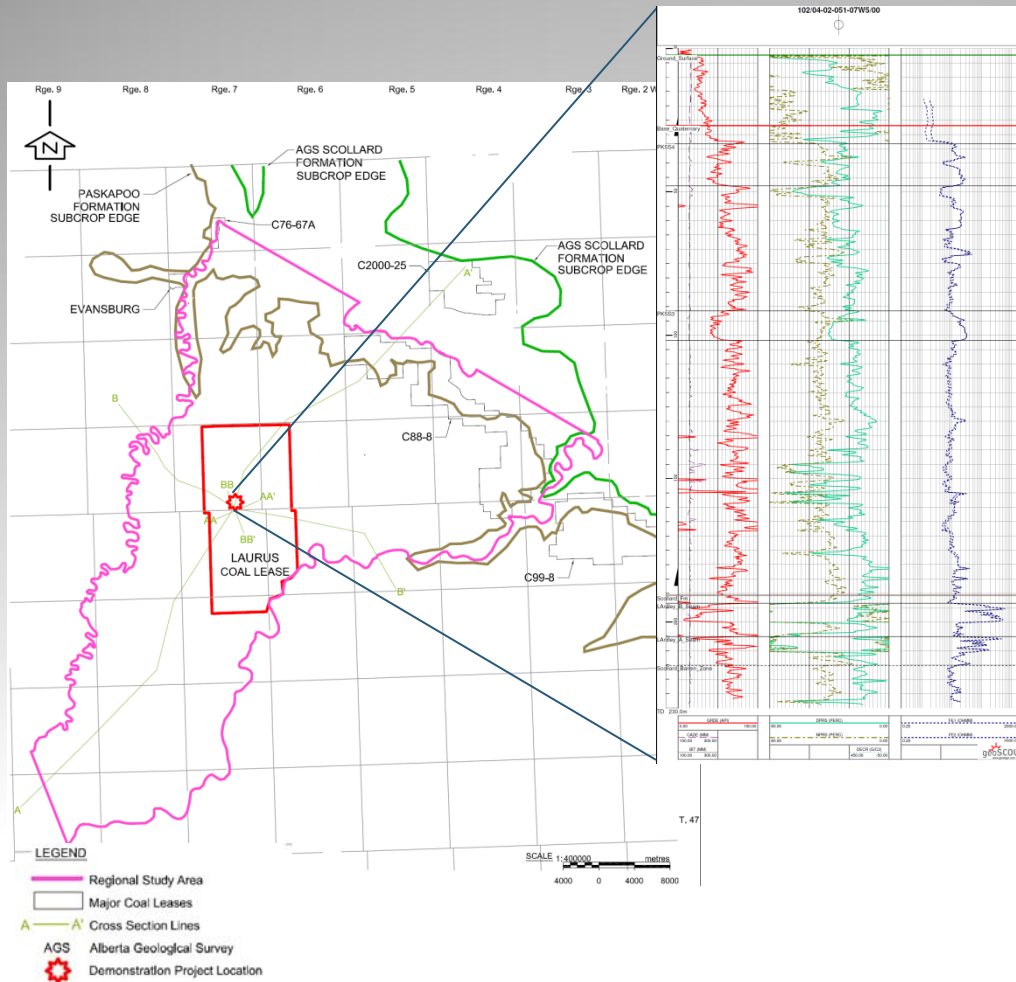 102/04-02-051-07W5/00
Rge. 9
Rge. 8
Rge. 7
Rge. 6
Rge. 5
Rge. 4
Rge. 3
Rge. 2 W
N
AGS SCOLLARD
FORMATION
SUBCROP EDGE
PASKAPOO
FORMATION
SUBCROP EDGE
C76-67A
AGS SCOLLARD
FORMATION
SUBCROP EDGE
C2000-25
A'
EVANSBURG
B
C88-8
BB
AA'
AA
BB'
LAURUS
COAL LEASE
C99-8
B'
A
T. 47
Ground_Surface
Base_Quaternary
PKSS4
PKSS3
Scollard_Fm
Scollard_Barren_Zone
TD 230.0m
geoSCOU
LEGEND
Regional Study Area
Major Coal Leases
A A' Cross Section Lines
AGS Alberta Geological Survey
Demonstration Project Location
SCALE 1:400000 metres
4000 0 4000 8000